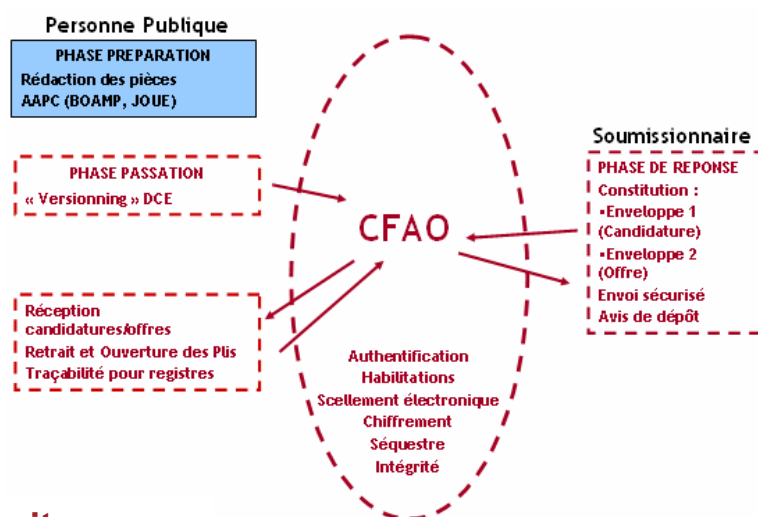 Personne Publique
PHASE PREPARATION
Rédaction des pièces
AAPC (BOAMP, JOUE)
PHASE PASSATION
« Versionning » DCE
Réception
candidatures/offres
Retrait et Ouverture des Plis
Traçabilité pour registres
CFAO
Authentification
Habilitations
Scellement électronique
Chiffrement
Séquestre
Intégrité
Soumissionnaire
PHASE DE REPONSE
Constitution :
▪Enveloppe 1
(Candidature)
▪Enveloppe 2
(Offre)
Envoi sécurisé
Avis de dépôt